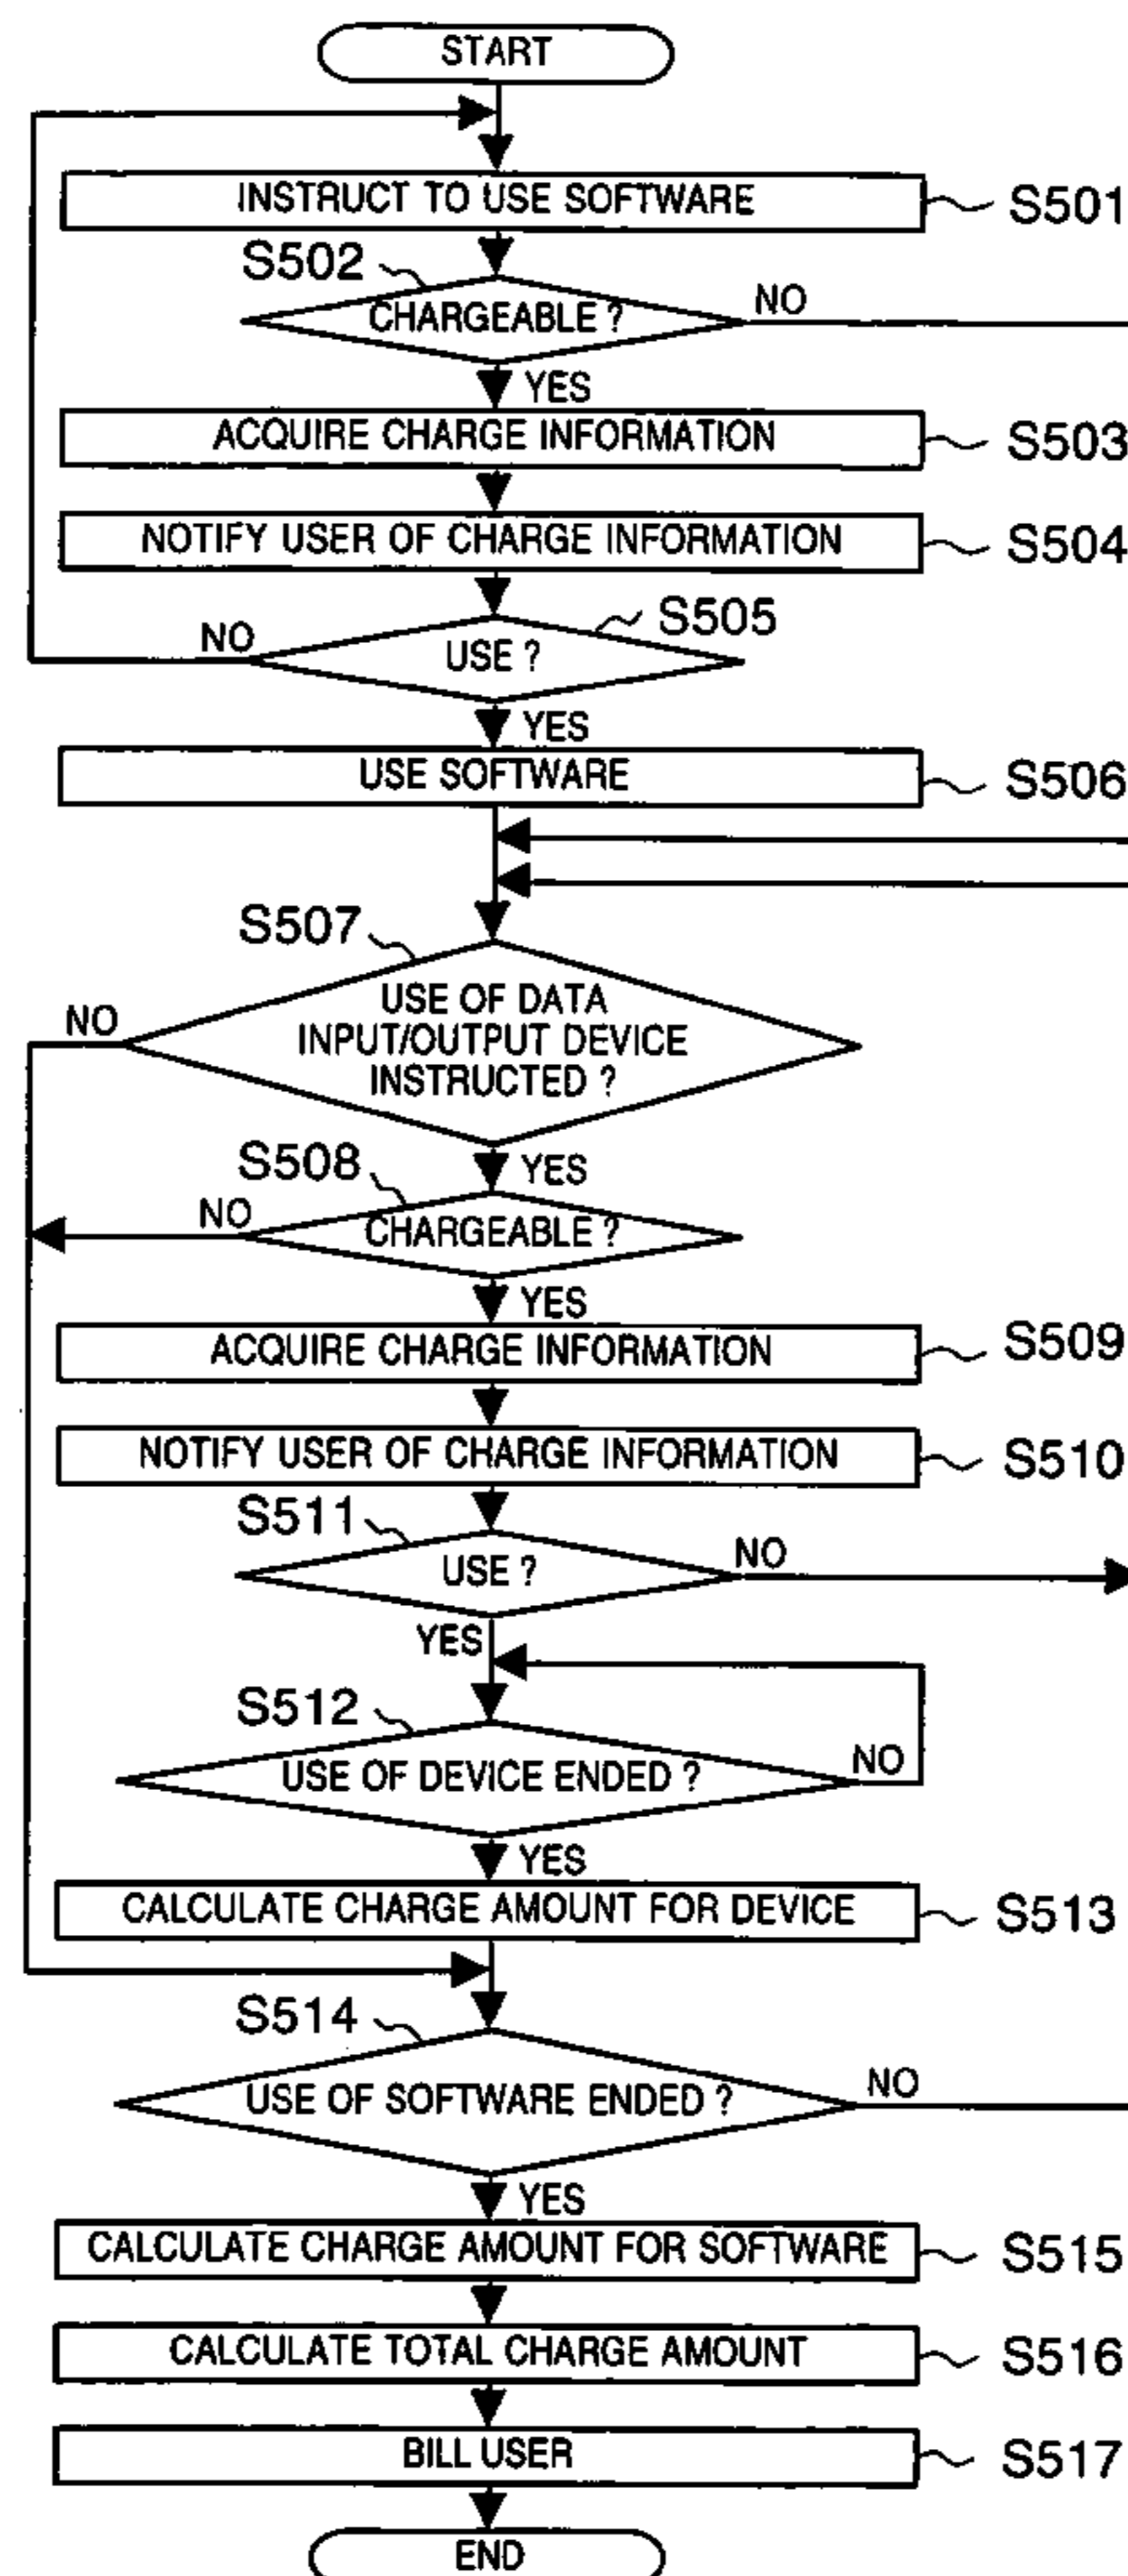 START
INSTRUCT TO USE SOFTWARE
S501
S502
CHARGEABLE ?
NO
YES
ACQUIRE CHARGE INFORMATION
S503
NOTIFY USER OF CHARGE INFORMATION
S504
S505
NO
USE ?
YES
USE SOFTWARE
S506
S507
NO
USE OF DATA
INPUT/OUTPUT DEVICE
INSTRUCTED ?
YES
S508
NO
CHARGEABLE ?
YES
ACQUIRE CHARGE INFORMATION
S509
NOTIFY USER OF CHARGE INFORMATION
S510
S511
USE ?
NO
YES
S512
USE OF DEVICE ENDED ?
NO
YES
CALCULATE CHARGE AMOUNT FOR DEVICE
S513
S514
USE OF SOFTWARE ENDED ?
NO
YES
CALCULATE CHARGE AMOUNT FOR SOFTWARE
S515
CALCULATE TOTAL CHARGE AMOUNT
S516
BILL USER
S517
END